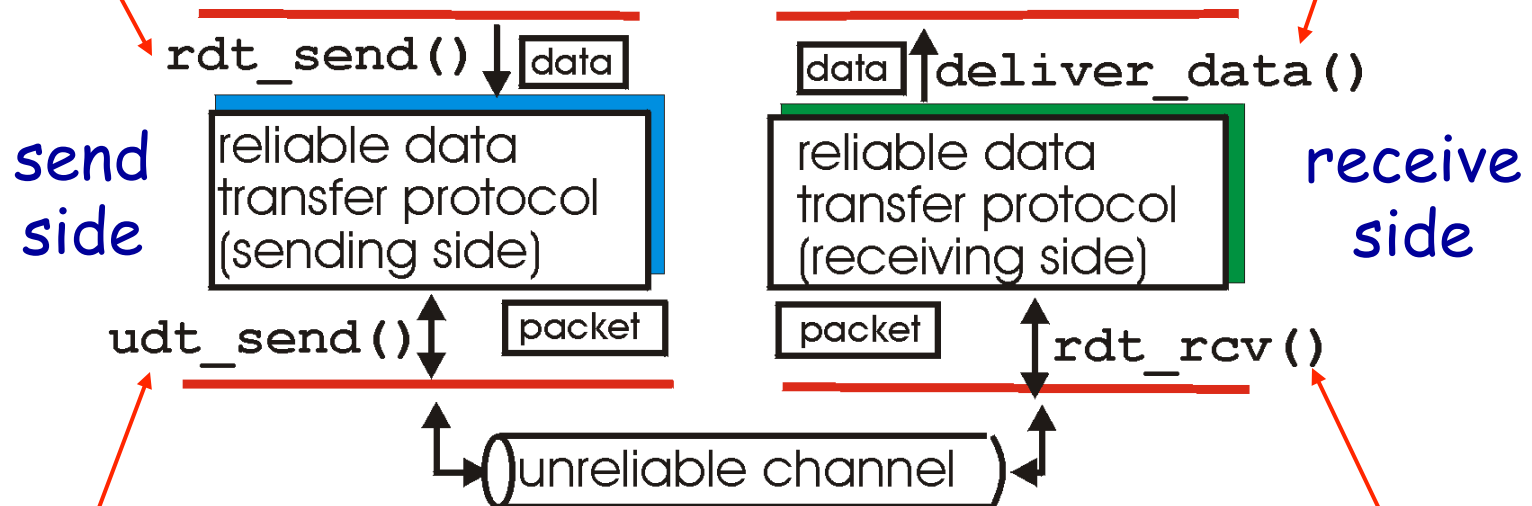 rdt_send()
data
data
deliver_data()
send
side
reliable data
transfer protocol
(sending side)
reliable data
transfer protocol
(receiving side)
receive
side
udt_send()
packet
packet
rdt_rcv()
unreliable channel